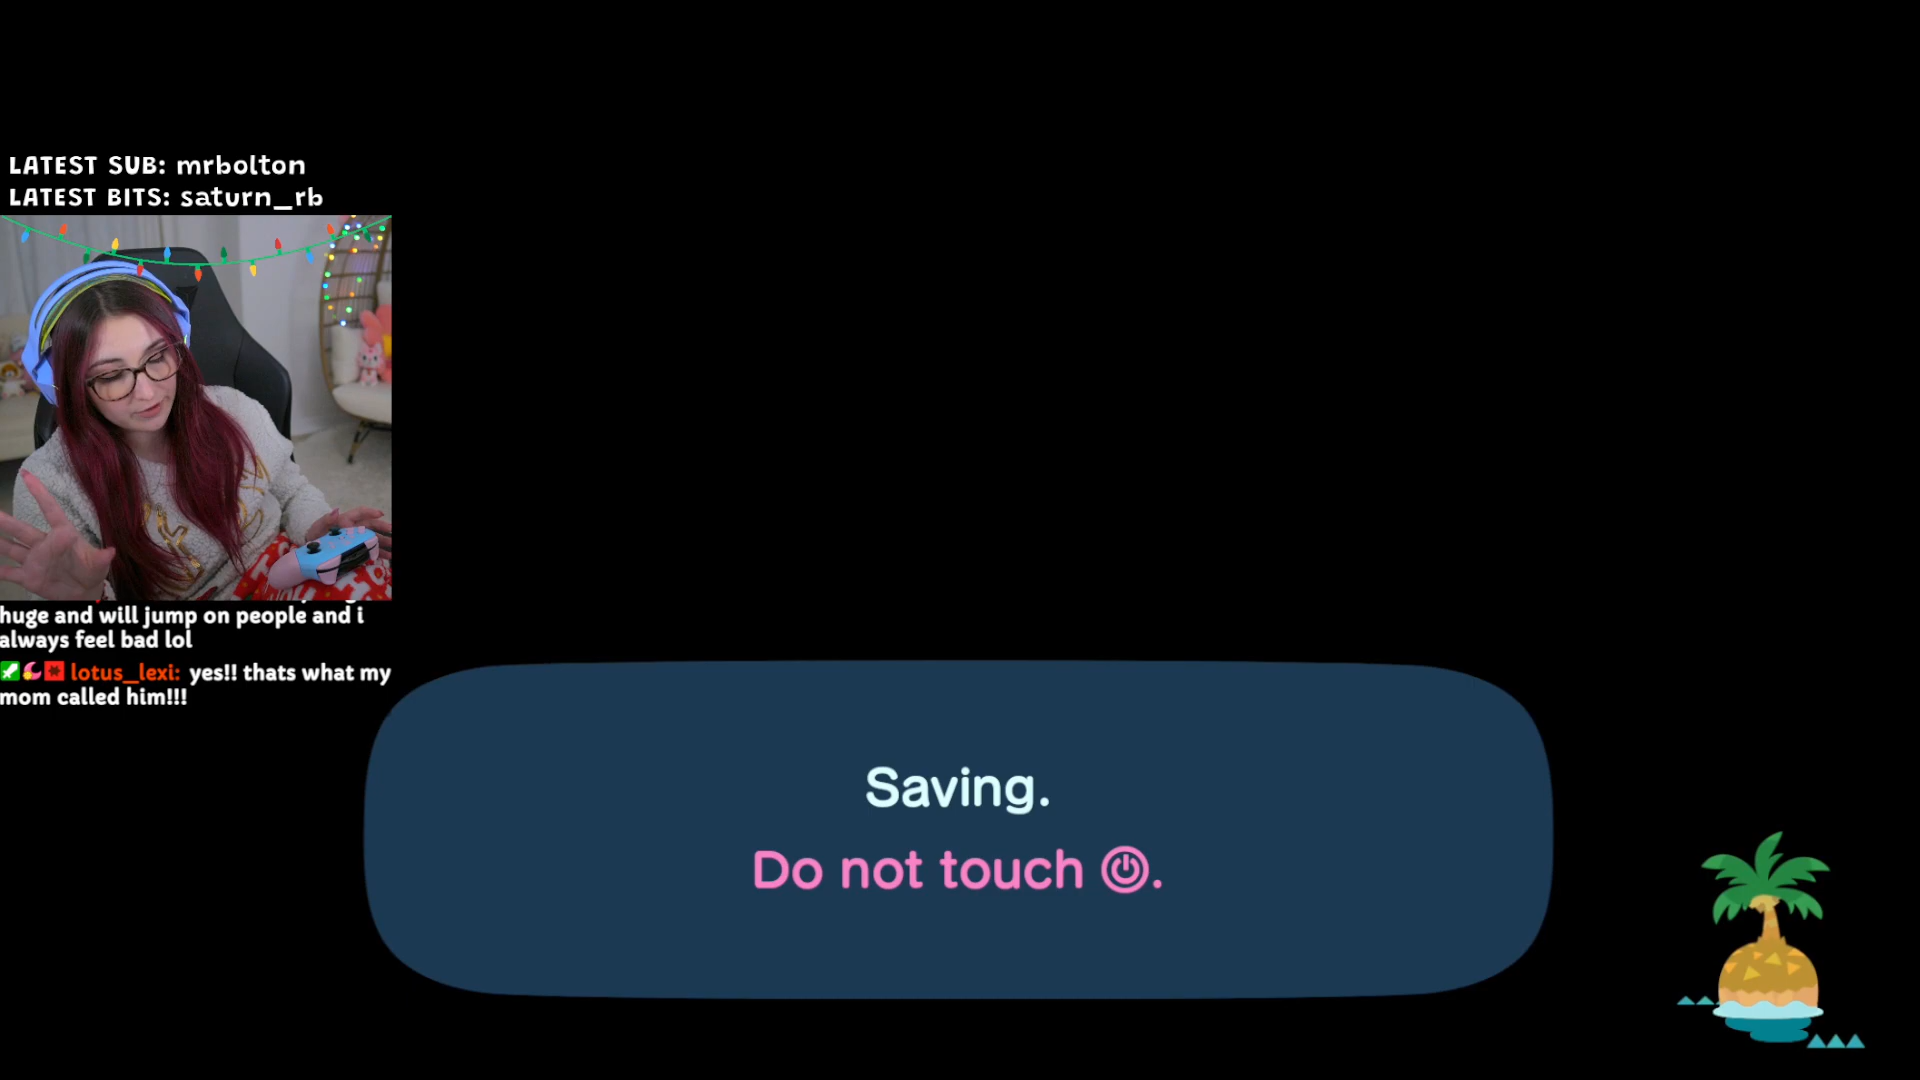 LATEST SUB: mrbolton
LATEST BITS: saturn_rb
huge and will jump on people and i
always feel bad lol
lotus_lexi: yes!! thats what my
mom called him!!!
Saving.
Do not touch .